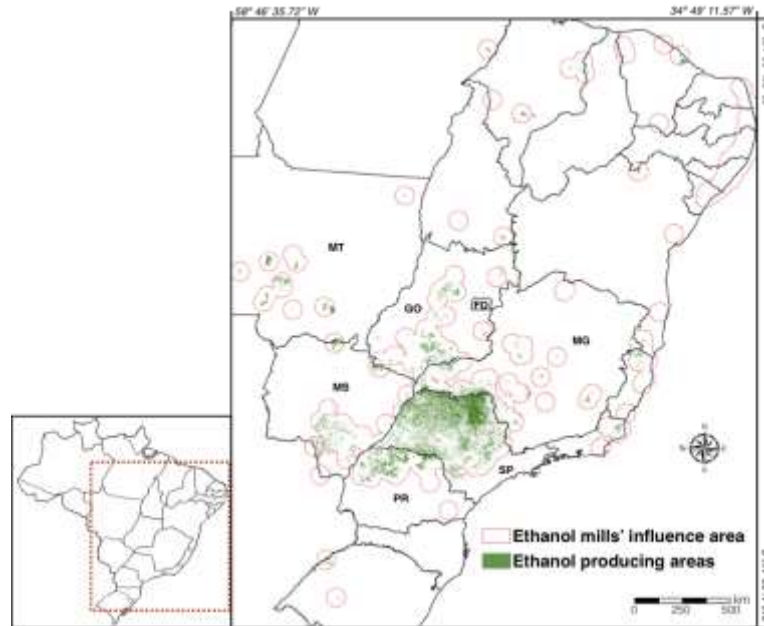 58° 46' 35.72" W
34° 49' 11.57" W
MT
GO
FD
MG
MS
SP
PR
Ethanol mills' influence area
Ethanol producing areas
km
0 250 500